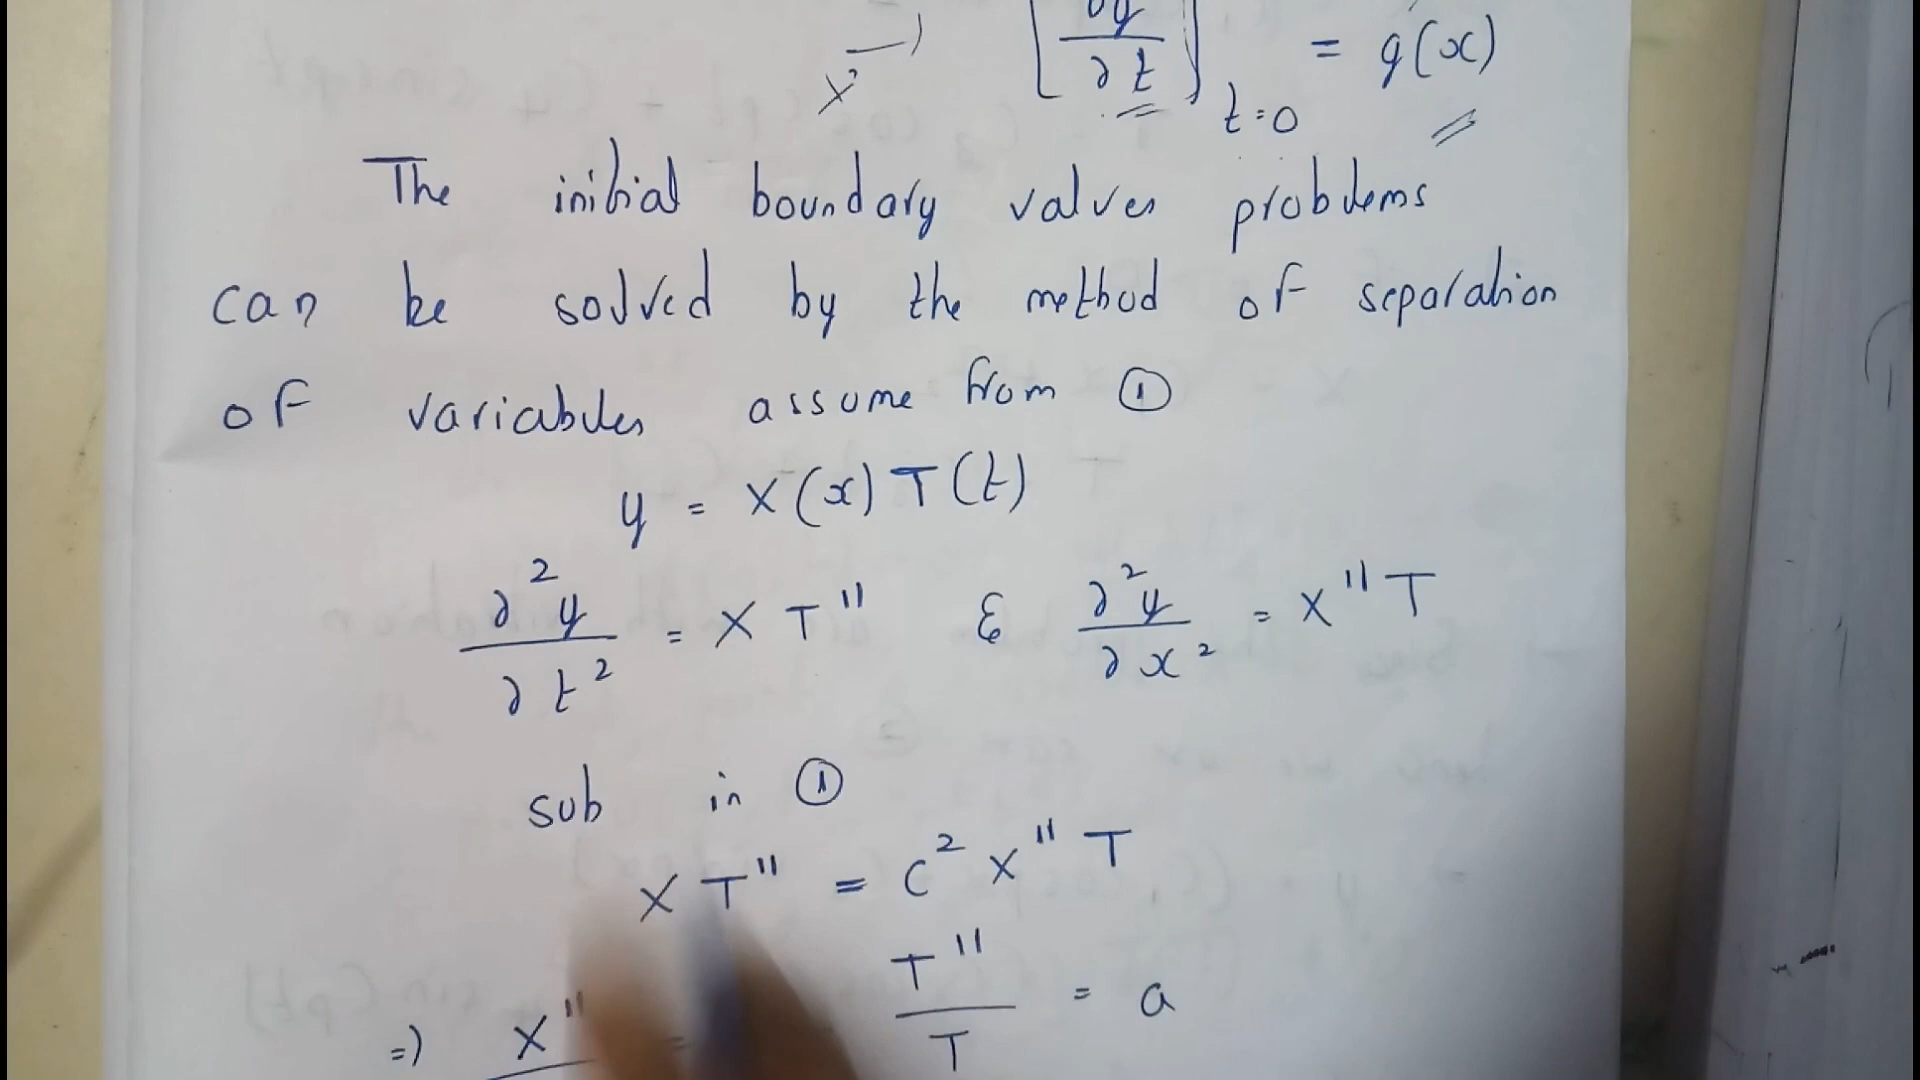 [∂y/∂t]t=0 = g(x)
x →
The initial boundary values problems
can be solved by the method of separation
of variables assume from ①
y = X(x) T(t)
∂²y/∂t² = X T" & ∂²y/∂x² = X" T
sub in ①
X T" = c² X" T
=) X" = T"/T = a